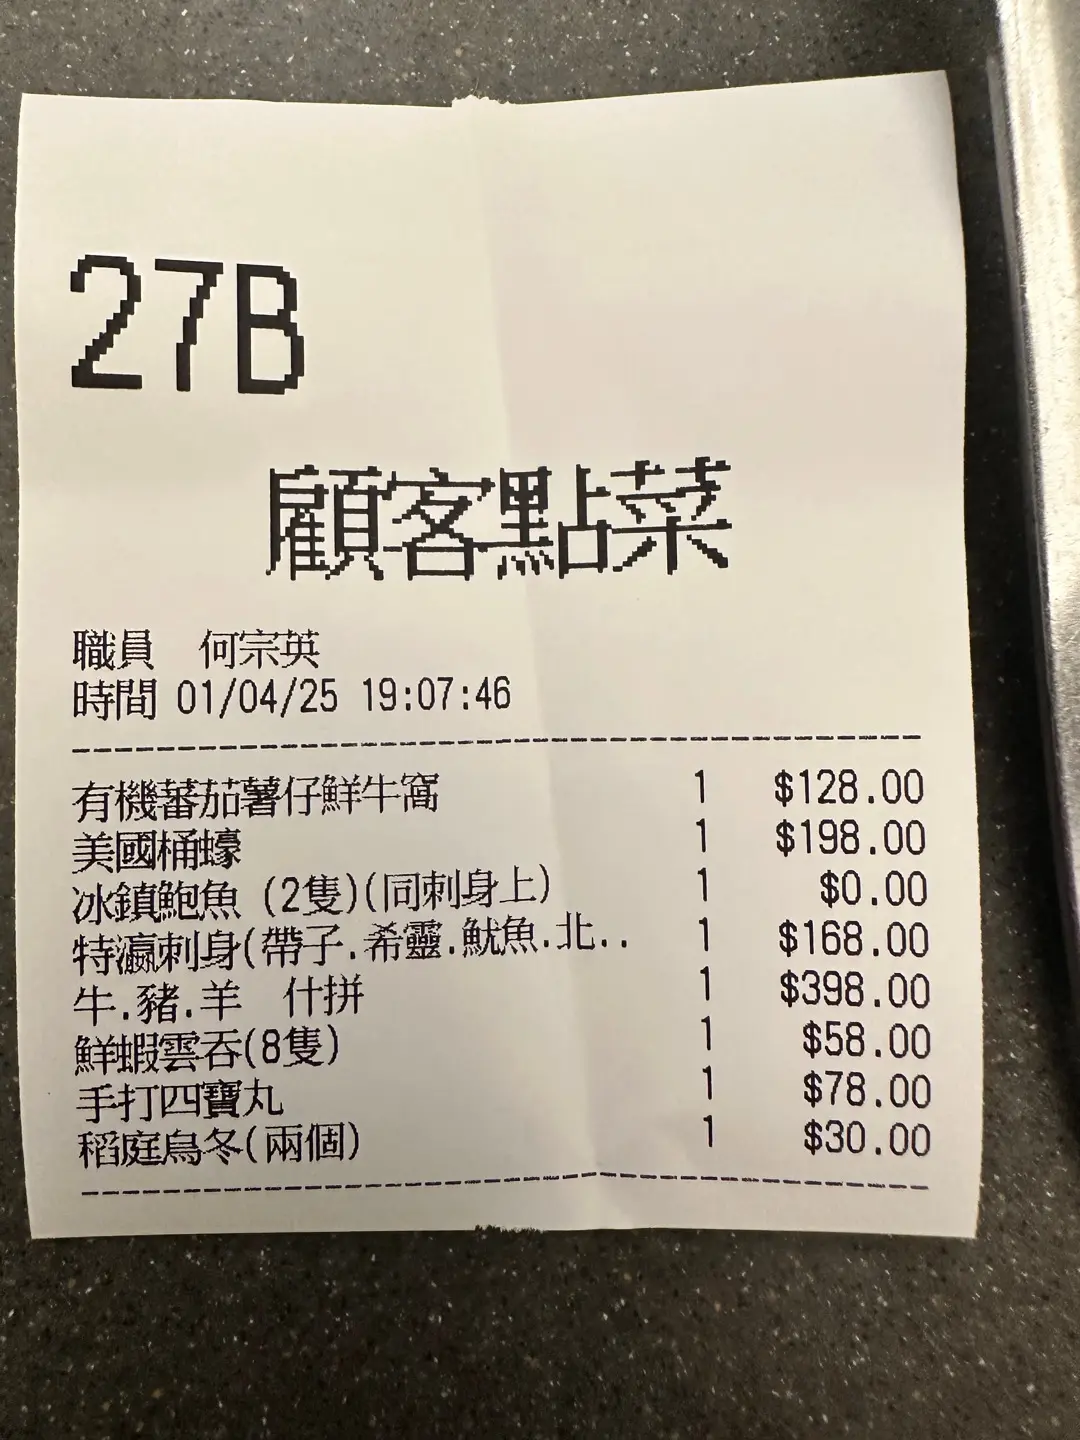 27B
顧客點菜
職員 何宗英
時間 01/04/25 19:07:46
有機蕃茄薯仔鮮牛窩 1 $128.00
美國桶蠔 1 $198.00
冰鎮鮑魚 (2隻)(同刺身上) 1 $0.00
特瀛刺身(帶子.希靈.魷魚.北.. 1 $168.00
牛.豬.羊 什拼 1 $398.00
鮮蝦雲吞(8隻) 1 $58.00
手打四寶丸 1 $78.00
稻庭烏冬(兩個) 1 $30.00